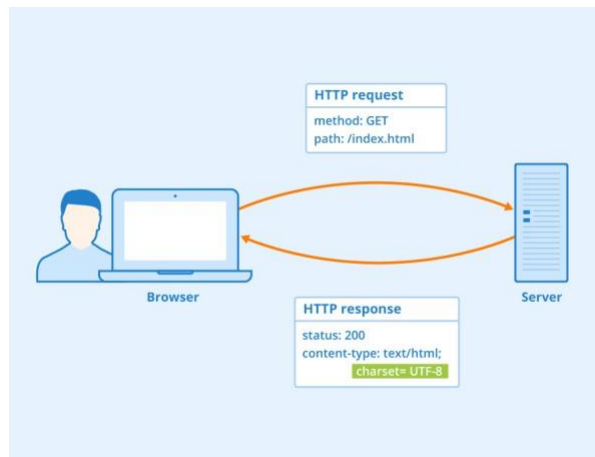 HTTP request
method: GET
path: /index.html
Browser
Server
HTTP response
status: 200
content-type: text/html;
charset= UTF-8